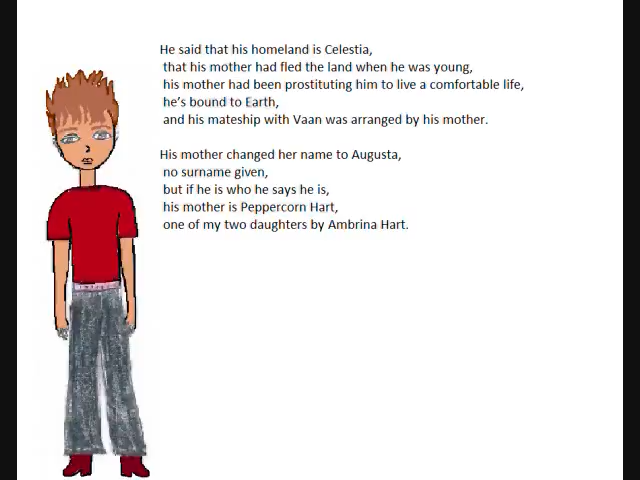 He said that his homeland is Celestia,
that his mother had fled the land when he was young,
his mother had been prostituting him to live a comfortable life,
he's bound to Earth,
and his mateship with Vaan was arranged by his mother.
His mother changed her name to Augusta,
no surname given,
but if he is who he says he is,
his mother is Peppercorn Hart,
one of my two daughters by Ambrina Hart.